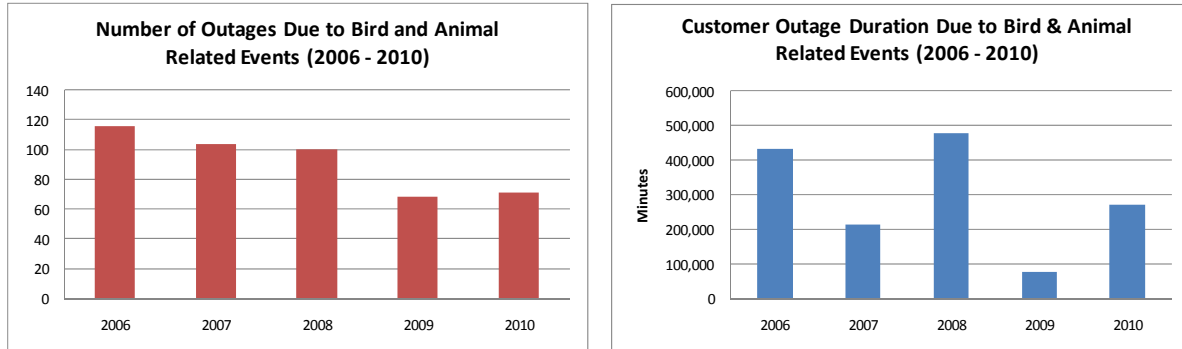 Number of Outages Due to Bird and Animal
Related Events (2006 - 2010)
140
120
100
80
60
40
20
0
2006 2007 2008 2009 2010
Customer Outage Duration Due to Bird & Animal
Related Events (2006 - 2010)
600,000
500,000
400,000
300,000
200,000
100,000
0
Minutes
2006 2007 2008 2009 2010